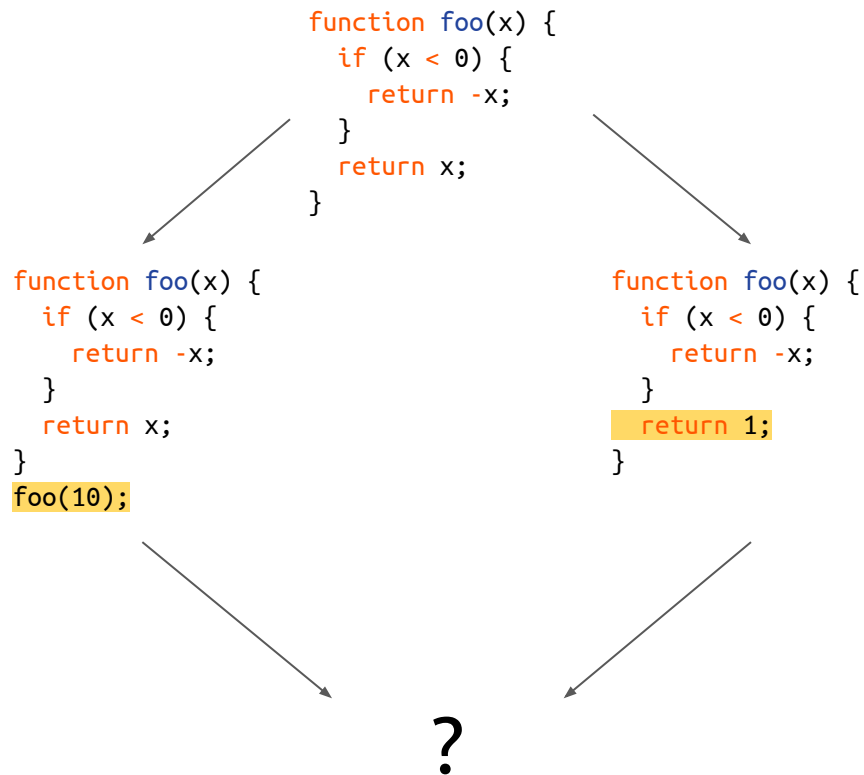 function foo(x) {
  if (x < 0) {
    return -x;
  }
  return x;
}
function foo(x) {
  if (x < 0) {
    return -x;
  }
  return x;
}
foo(10);
function foo(x) {
  if (x < 0) {
    return -x;
  }
  return 1;
}
?